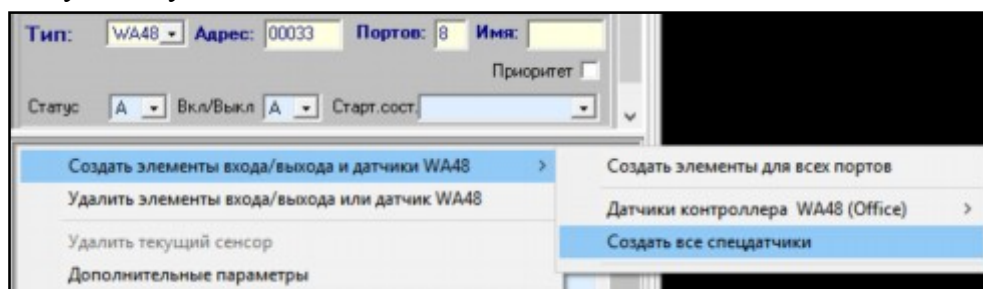 Тип: WA48 Адрес: 00033 Портов: 8 Имя:
Приоритет
Статус А Вкл/Выкл А Старт.сост.
Создать элементы входа/выхода и датчики WA48 >
Создать элементы для всех портов
Удалить элементы входа/выхода или датчик WA48
Датчики контроллера WA48 (Office) >
Удалить текущий сенсор
Создать все спецдатчики
Дополнительные параметры